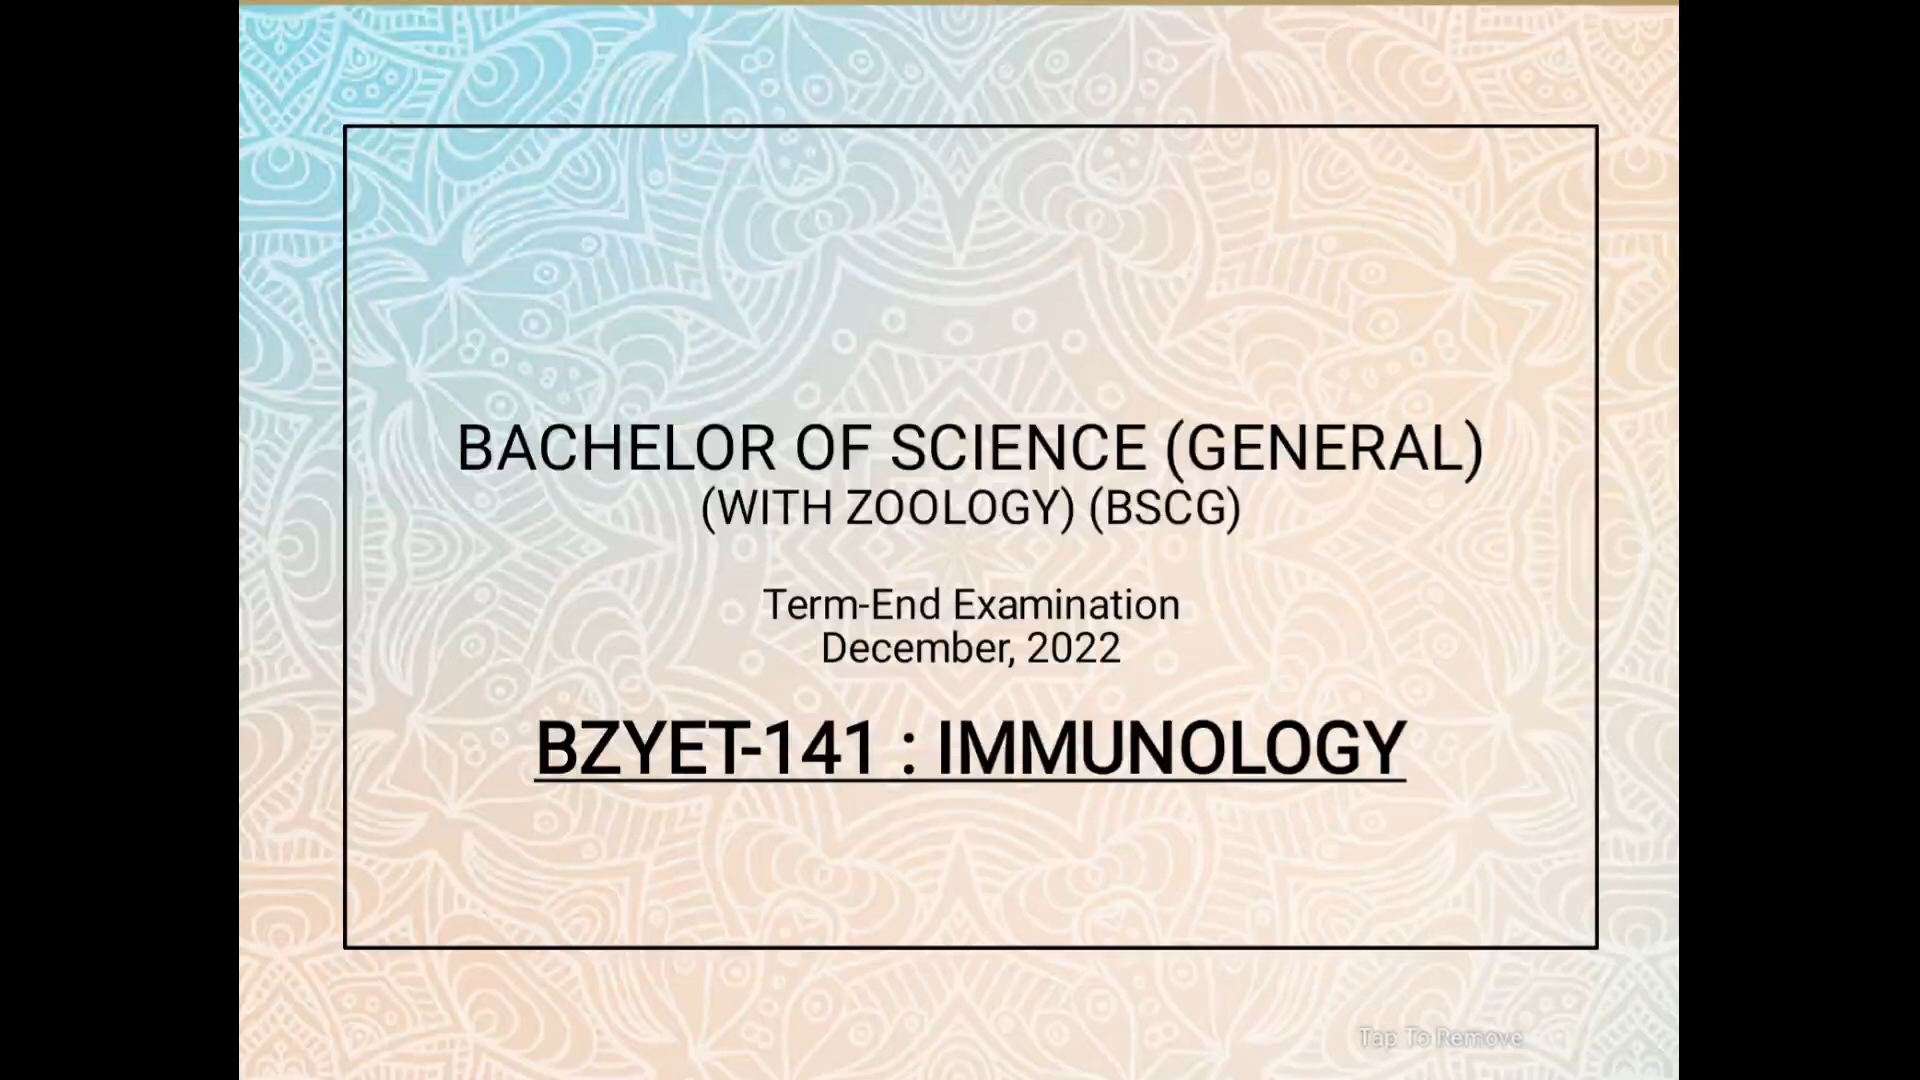 BACHELOR OF SCIENCE (GENERAL)
(WITH ZOOLOGY) (BSCG)
Term-End Examination
December, 2022
BZYET-141 : IMMUNOLOGY
Tap To Remove